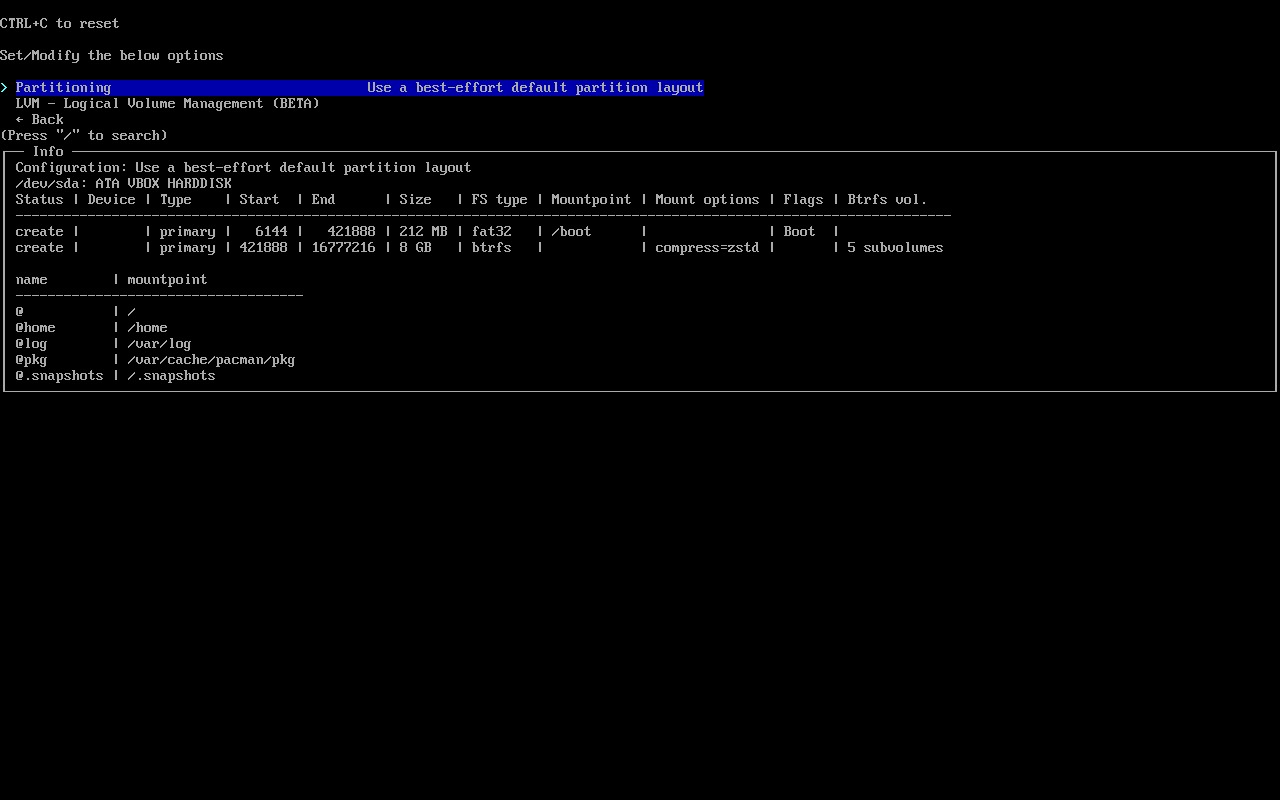 CTRL+C to reset
Set/Modify the below options
> Partitioning                                Use a best-effort default partition layout
  LVM - Logical Volume Management (BETA)
  ← Back
(Press "/" to search)
Info
Configuration: Use a best-effort default partition layout
/dev/sda: ATA VBOX HARDDISK
Status | Device | Type    | Start  | End      | Size   | FS type | Mountpoint | Mount options | Flags | Btrfs vol.
---------------------------------------------------------------------------------------------------------------------
create |        | primary |   6144 |   421888 | 212 MB | fat32   | /boot      |               | Boot  |
create |        | primary | 421888 | 16777216 | 8 GB   | btrfs   |            | compress=zstd |       | 5 subvolumes
name        | mountpoint
------------------------------------
@           | /
@home       | /home
@log        | /var/log
@pkg        | /var/cache/pacman/pkg
@.snapshots | /.snapshots